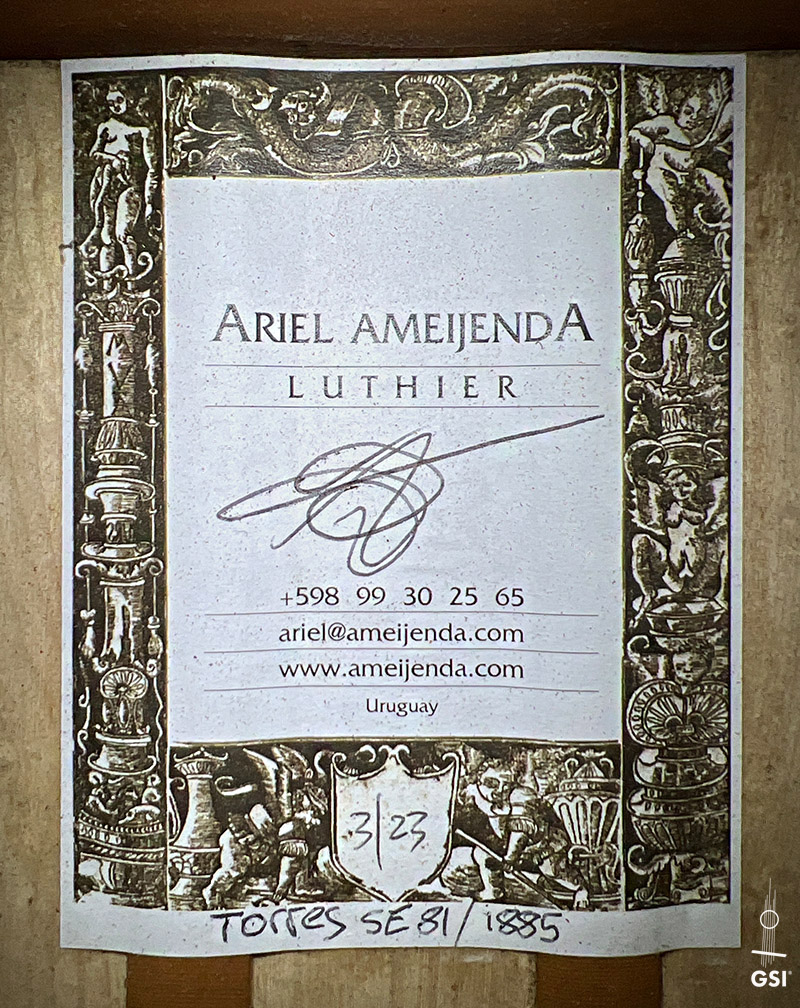 ARIEL AMEIJENDA
LUTHIER
+598 99 30 25 65
ariel@ameijenda.com
www.ameijenda.com
Uruguay
3/23
TORRES SE 81/1885
GSI